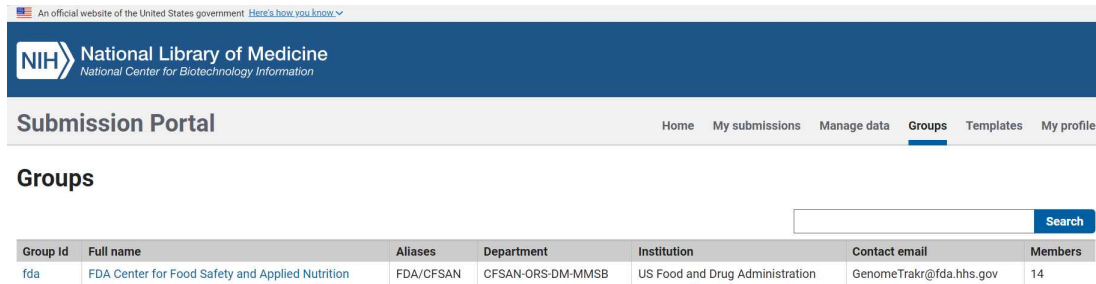 An official website of the United States government Here's how you know
NIH National Library of Medicine
National Center for Biotechnology Information
Submission Portal Home My submissions Manage data Groups Templates My profile
Groups
Search
Group Id Full name Aliases Department Institution Contact email Members
fda FDA Center for Food Safety and Applied Nutrition FDA/CFSAN CFSAN-ORS-DM-MMSB US Food and Drug Administration GenomeTrakr@fda.hhs.gov 14